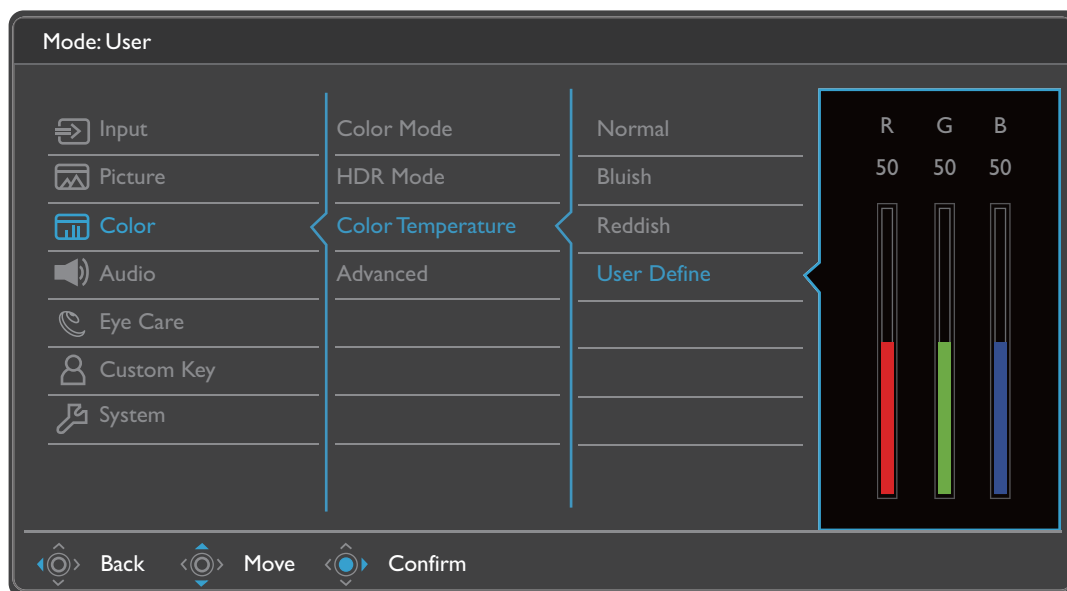 Mode: User
Input
Picture
Color
Audio
Eye Care
Custom Key
System
Color Mode
HDR Mode
Color Temperature
Advanced
Normal
Bluish
Reddish
User Define
R G B
50 50 50
Back Move Confirm